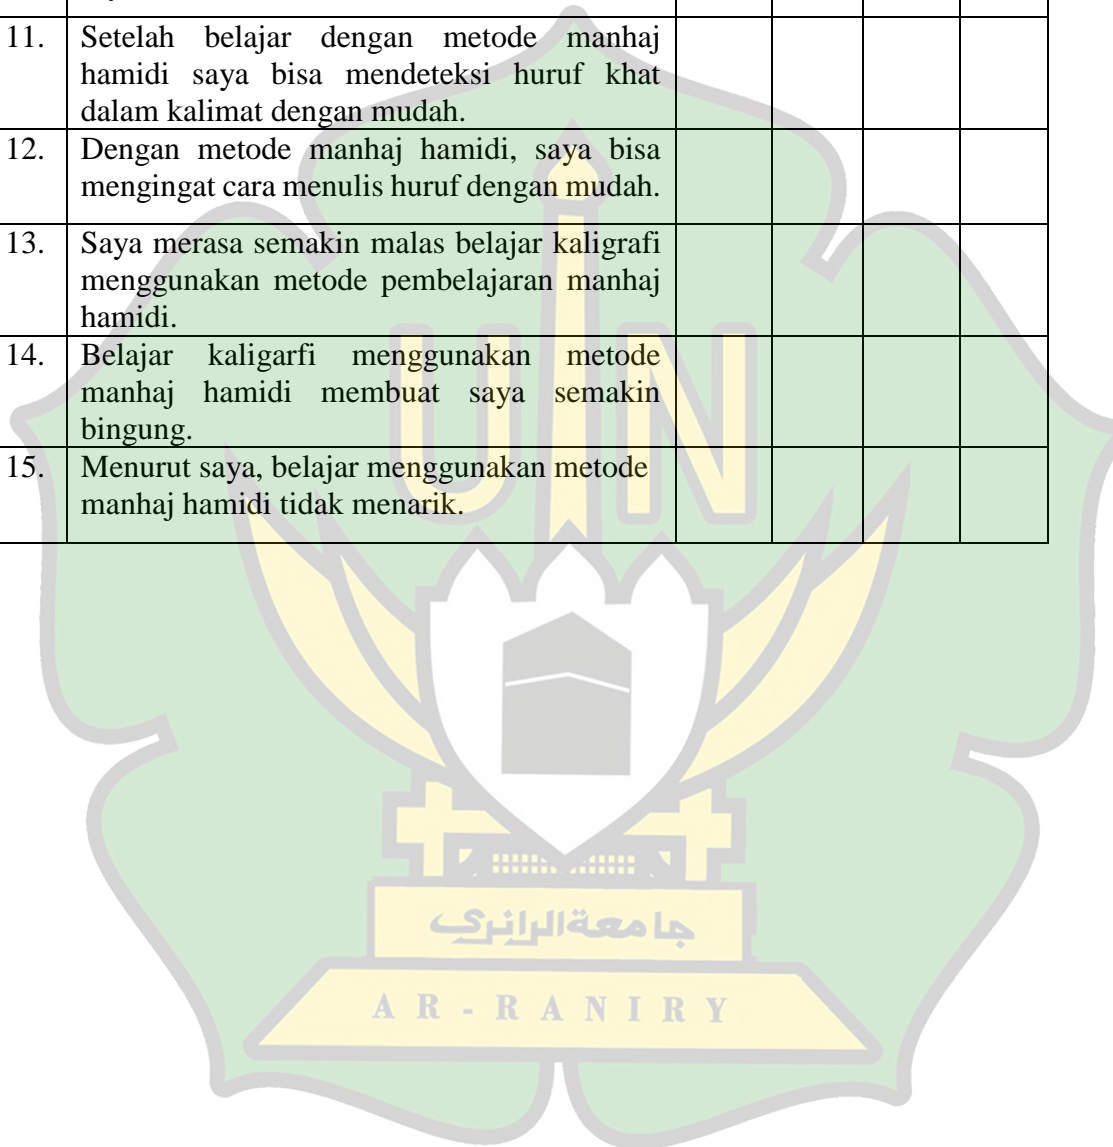 11. Setelah belajar dengan metode manhaj
hamidi saya bisa mendeteksi huruf khat
dalam kalimat dengan mudah.
12. Dengan metode manhaj hamidi, saya bisa
mengingat cara menulis huruf dengan mudah.
13. Saya merasa semakin malas belajar kaligrafi
menggunakan metode pembelajaran manhaj
hamidi.
14. Belajar kaligarfi menggunakan metode
manhaj hamidi membuat saya semakin
bingung.
15. Menurut saya, belajar menggunakan metode
manhaj hamidi tidak menarik.
UIN
جامعةالرانري
AR-RANIRY